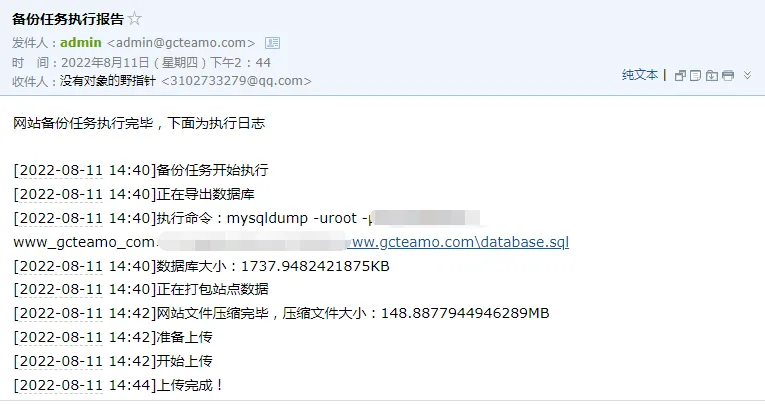 备份任务执行报告☆
发件人：admin <admin@gcteamo.com>
时 间：2022年8月11日（星期四）下午2：44
收件人：没有对象的野指针 <3102733279@qq.com>
纯文本 |
网站备份任务执行完毕，下面为执行日志
[2022-08-11 14:40]备份任务开始执行
[2022-08-11 14:40]正在导出数据库
[2022-08-11 14:40]执行命令：mysqldump -uroot -p
www_gcteamo_com. ww.gcteamo.com\database.sql
[2022-08-11 14:40]数据库大小：1737.9482421875KB
[2022-08-11 14:40]正在打包站点数据
[2022-08-11 14:42]网站文件压缩完毕，压缩文件大小：148.8877944946289MB
[2022-08-11 14:42]准备上传
[2022-08-11 14:42]开始上传
[2022-08-11 14:44]上传完成！